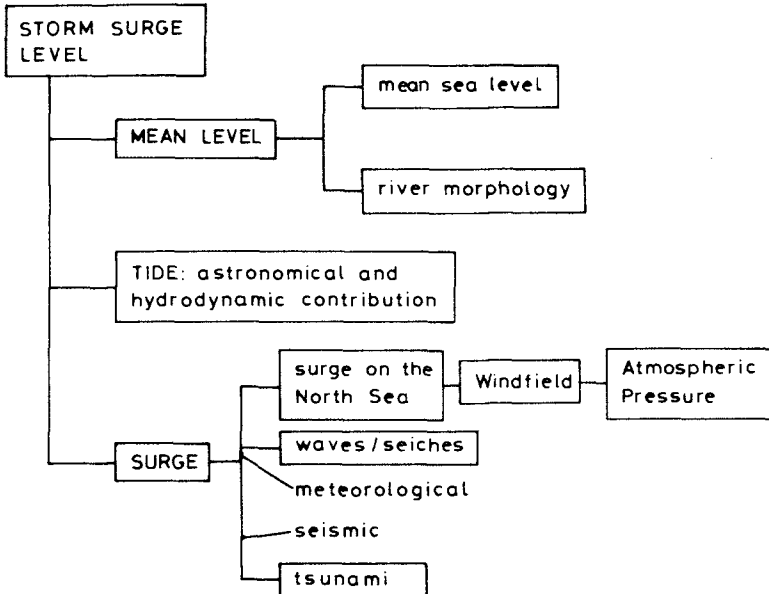 STORM SURGE
LEVEL
mean sea level
MEAN LEVEL
river morphology
TIDE: astronomical and
hydrodynamic contribution
surge on the
North Sea
Windfield
Atmospheric
Pressure
waves/seiches
SURGE
meteorological
seismic
tsunami